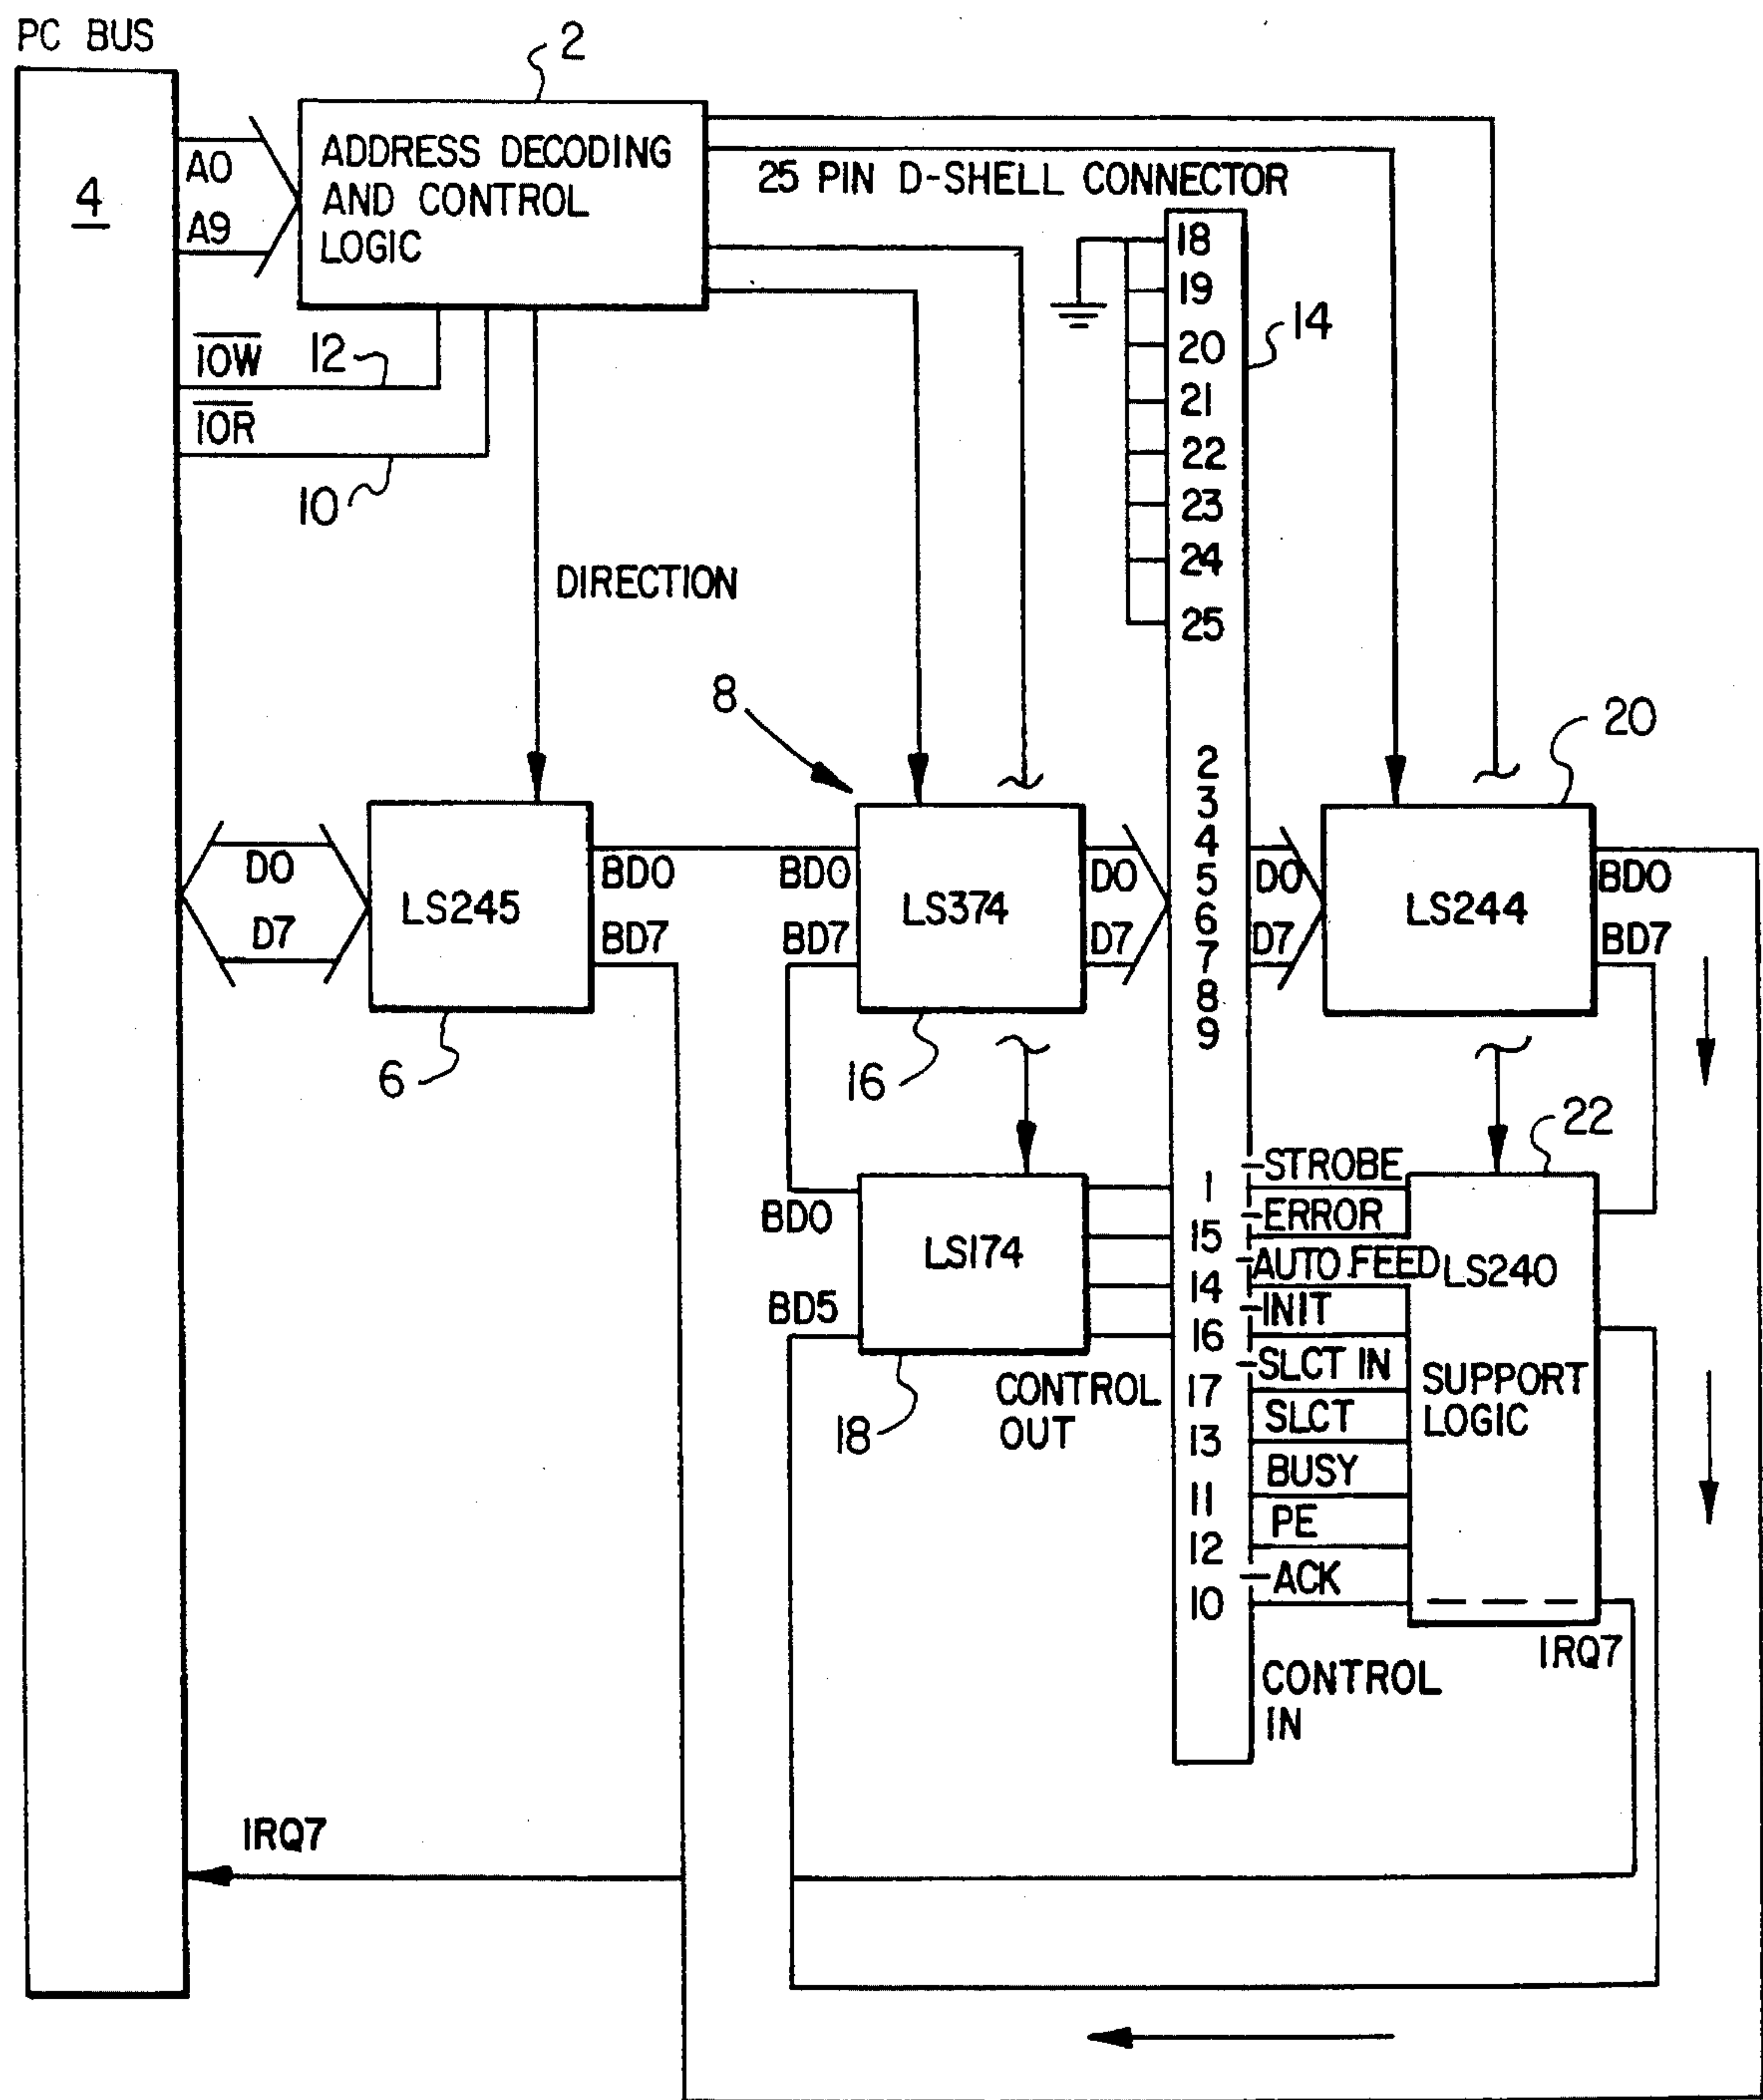 PC BUS
2
4
A0
A9
ADDRESS DECODING
AND CONTROL
LOGIC
25 PIN D-SHELL CONNECTOR
IOW
12
IOR
10
DIRECTION
18
19
20
21
22
23
24
25
14
8
20
2
3
4
5
6
7
8
9
D0
D7
LS245
BD0
BD7
6
BD0
BD7
LS374
D0
D7
16
D0
D7
LS244
BD0
BD7
22
BD0
BD5
LS174
18
CONTROL
OUT
1
15
14
16
17
13
11
12
10
-STROBE
-ERROR
-AUTO FEED
-INIT
-SLCT IN
SLCT
BUSY
PE
-ACK
LS240
SUPPORT
LOGIC
IRQ7
CONTROL
IN
IRQ7